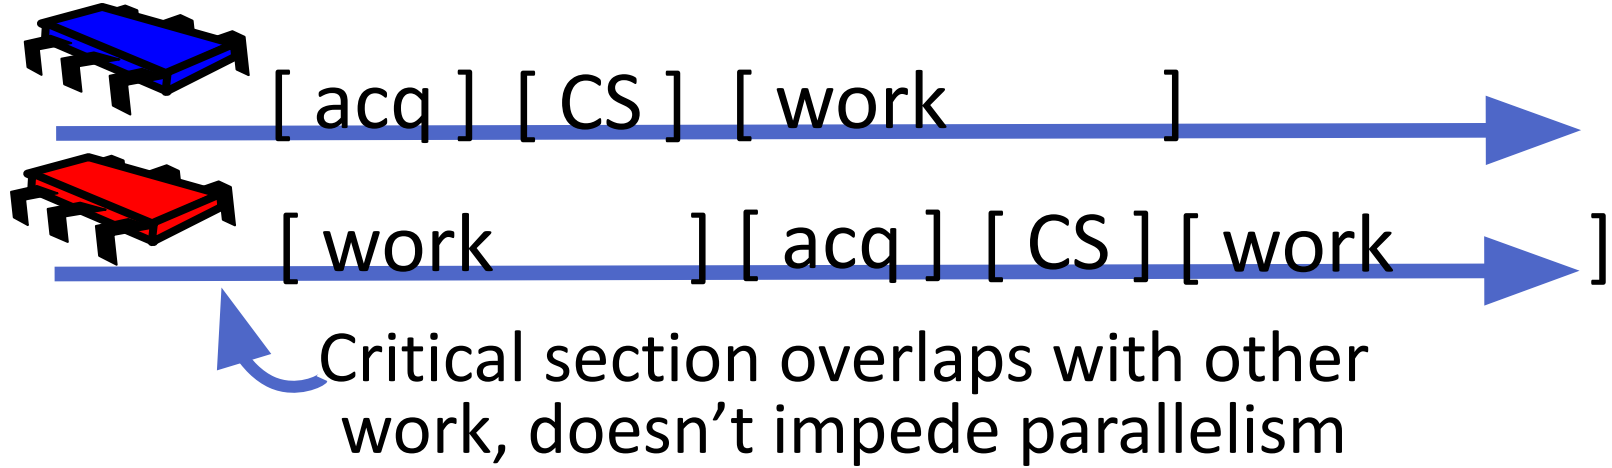 [ acq ] [ CS ] [ work ]
[ work ] [ acq ] [ CS ] [ work ]
Critical section overlaps with other
work, doesn’t impede parallelism